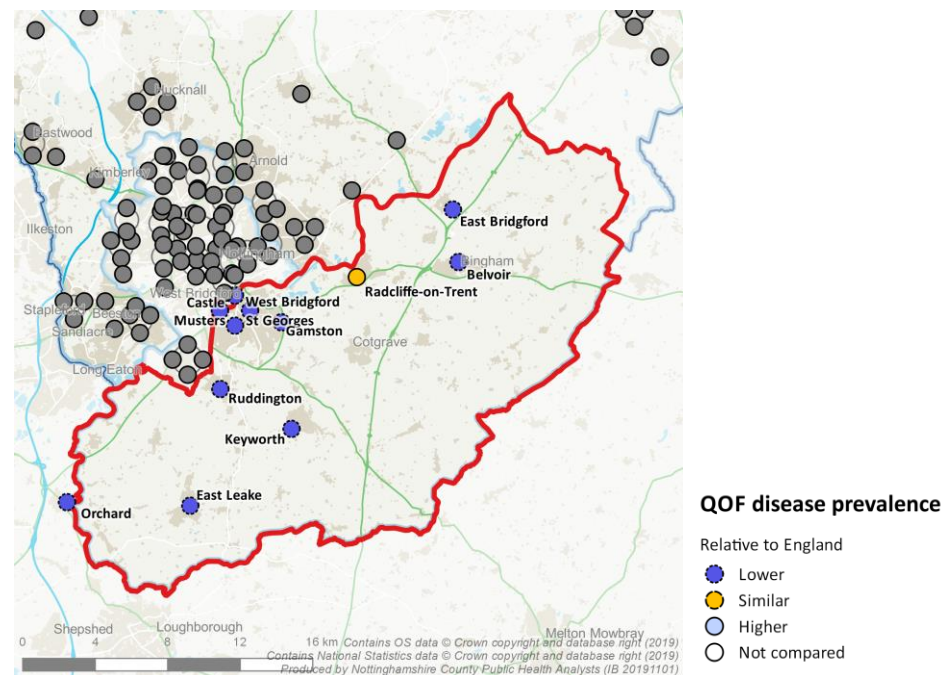 Hucknall
Eastwood
Arnold
Kimberley
East Bridgford
Ilkeston
Nottingham
Bingham
Belvoir
Radcliffe-on-Trent
West Bridgford
Castle
West Bridgford
Stapleford
Beeston
Musters
St Georges
Gamston
Sandiacre
Cotgrave
Long Eaton
Ruddington
Keyworth
East Leake
Orchard
QOF disease prevalence
Relative to England
Lower
Similar
Higher
Not compared
Shepshed
Loughborough
Melton Mowbray
0 4 8 12 16 km
Contains OS data © Crown copyright and database right (2019)
Contains National Statistics data © Crown copyright and database right (2019)
Produced by Nottinghamshire County Public Health Analysts (IB 20191101)